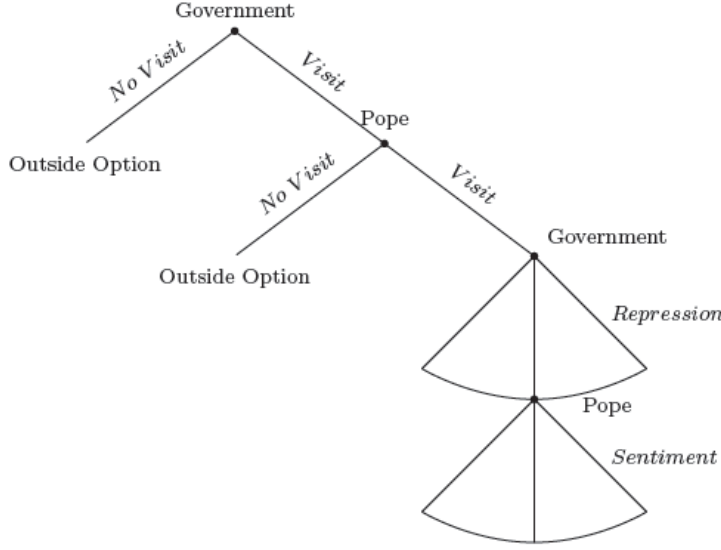 Government
No Visit
Visit
Pope
Outside Option
No Visit
Visit
Government
Outside Option
Repression
Pope
Sentiment